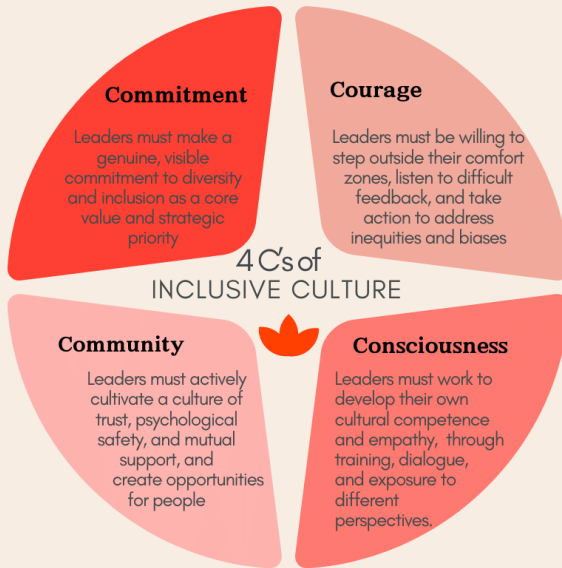 Commitment
Leaders must make a
genuine, visible
commitment to diversity
and inclusion as a core
value and strategic
priority
Courage
Leaders must be willing to
step outside their comfort
zones, listen to difficult
feedback, and take
action to address
inequities and biases
4 C's of
INCLUSIVE CULTURE
Community
Leaders must actively
cultivate a culture of
trust, psychological
safety, and mutual
support, and
create opportunities
for people
Consciousness
Leaders must work to
develop their own
cultural competence
and empathy, through
training, dialogue,
and exposure to
different
perspectives.